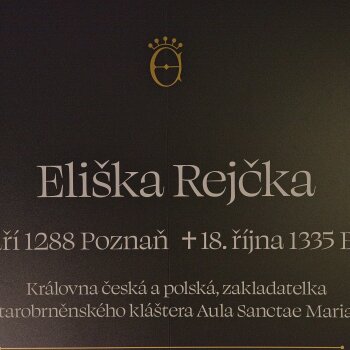 Eliška Rejčka
ří 1288 Poznaň ✝18. října 1335 B
Královna česká a polská, zakladatelka
tarobrněnského kláštera Aula Sanctae Maria